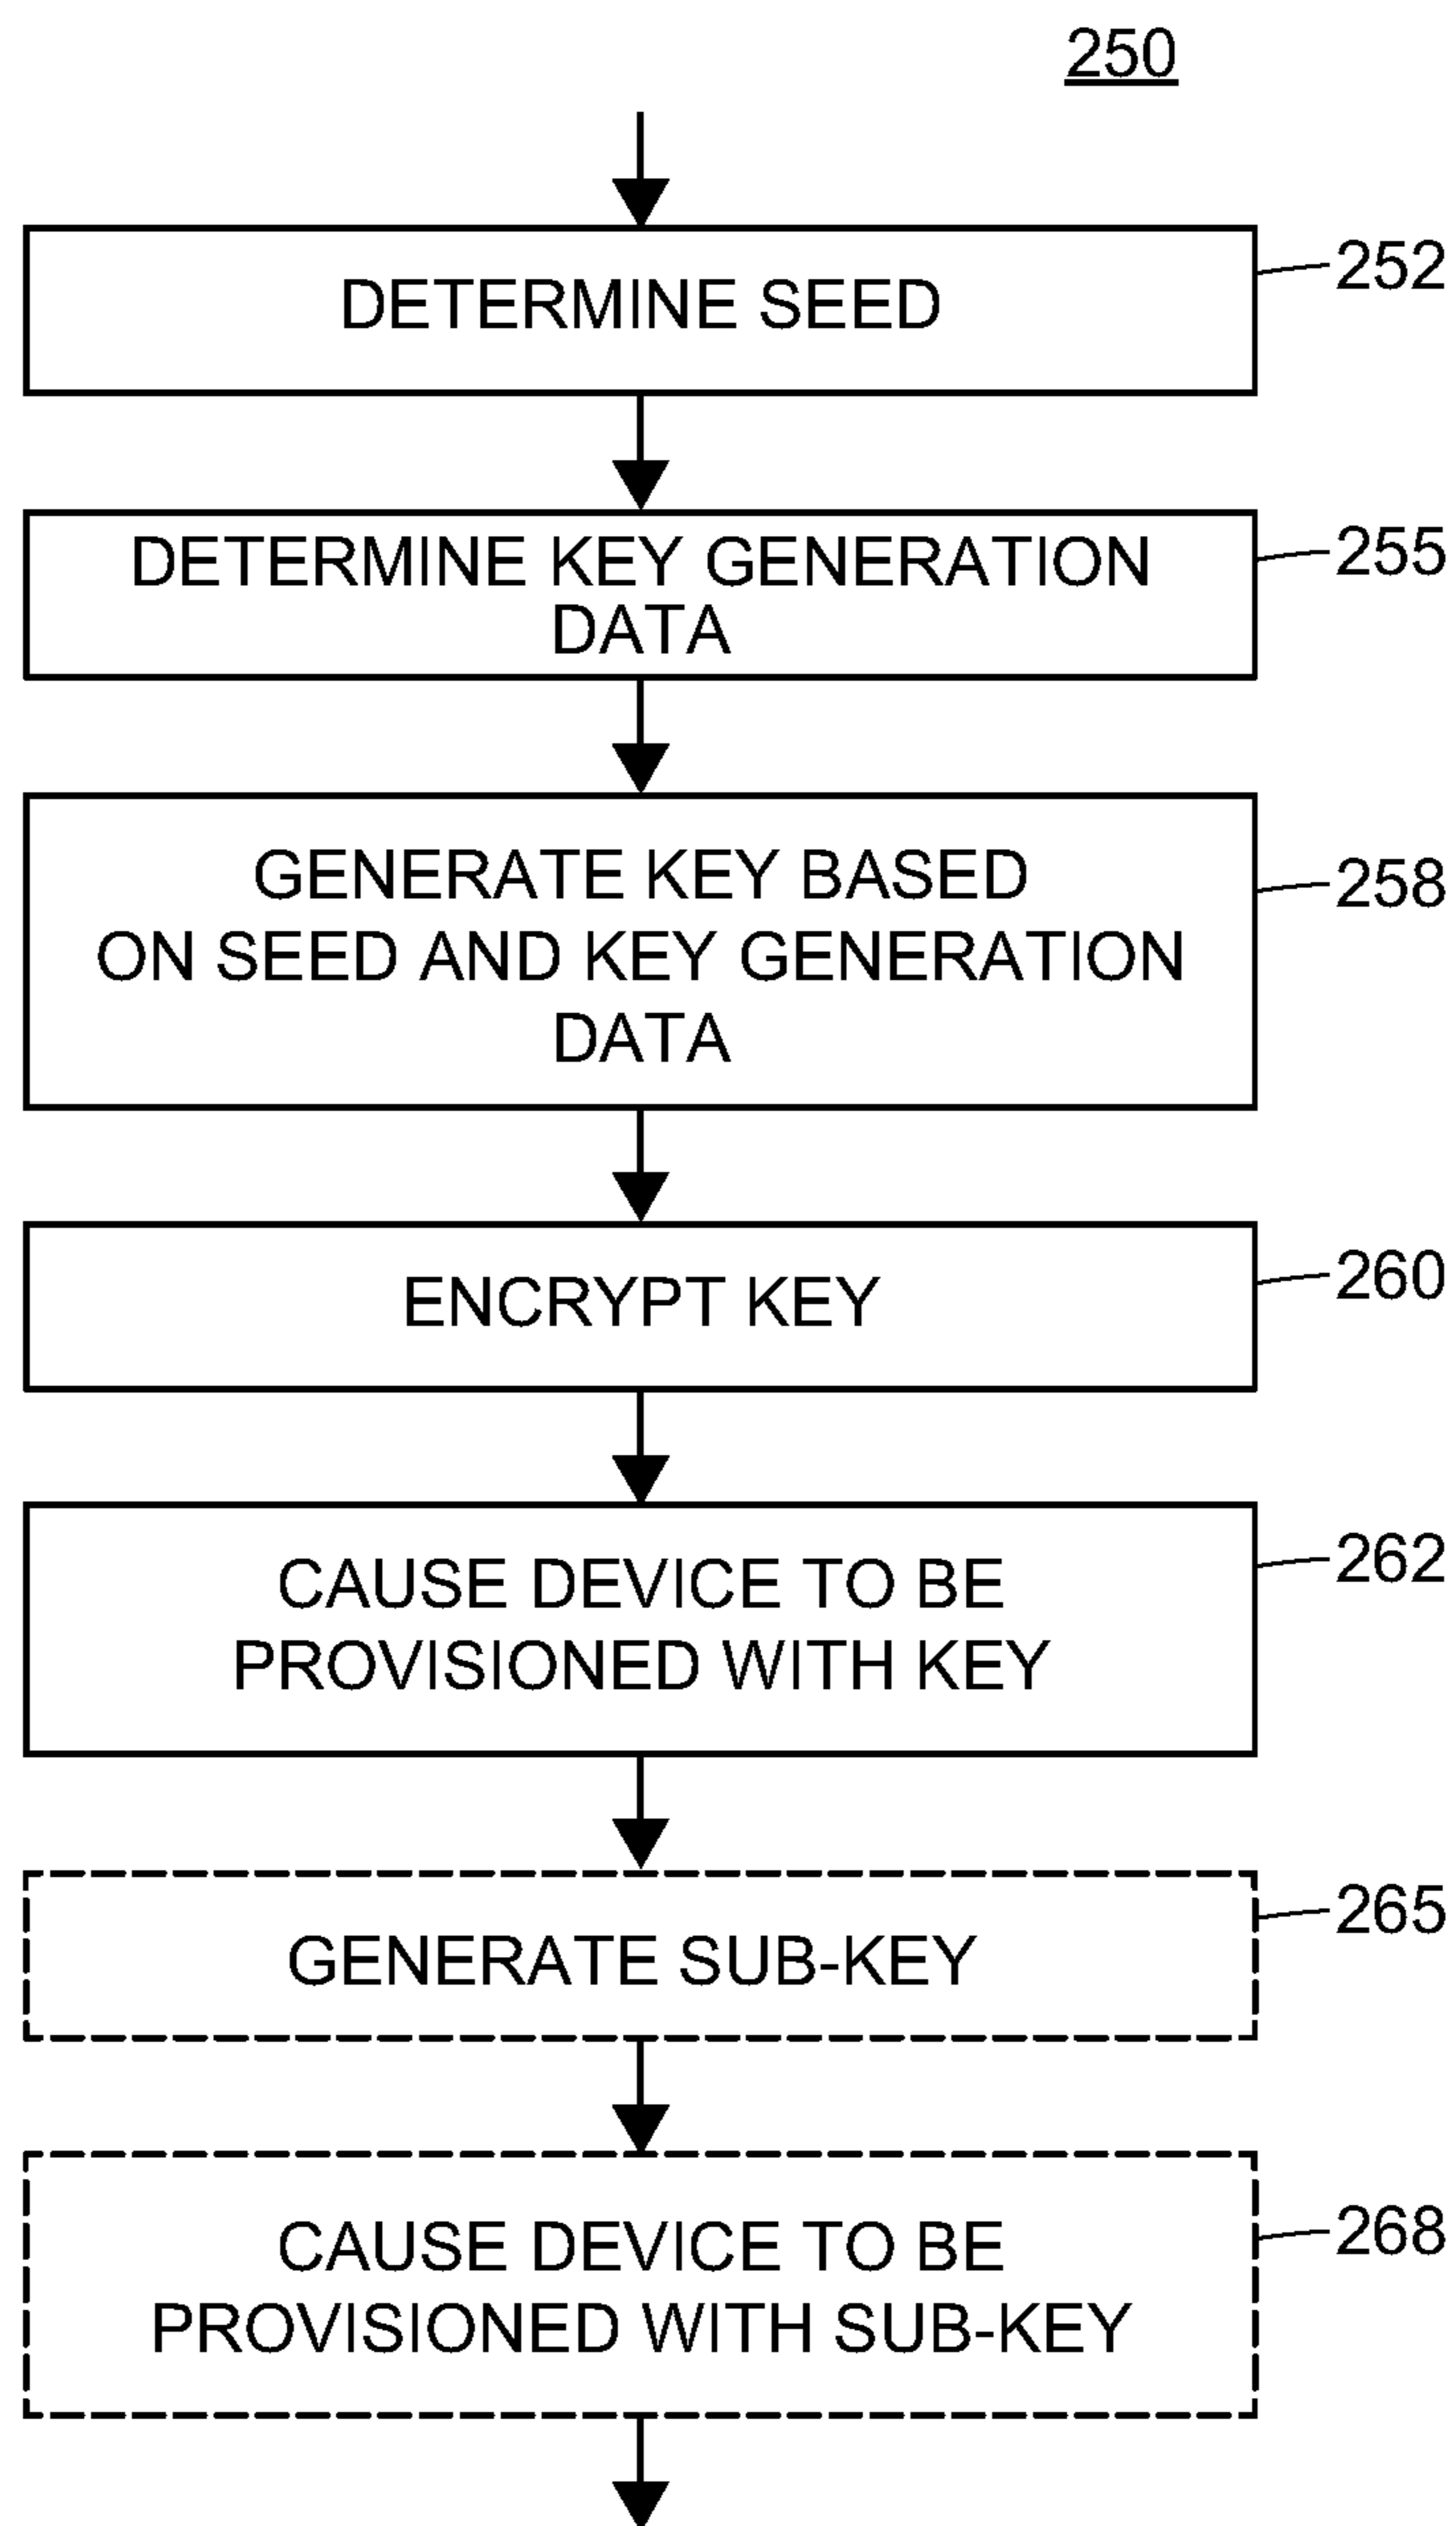 250
DETERMINE SEED
252
DETERMINE KEY GENERATION
DATA
255
GENERATE KEY BASED
ON SEED AND KEY GENERATION
DATA
258
ENCRYPT KEY
260
CAUSE DEVICE TO BE
PROVISIONED WITH KEY
262
GENERATE SUB-KEY
265
CAUSE DEVICE TO BE
PROVISIONED WITH SUB-KEY
268